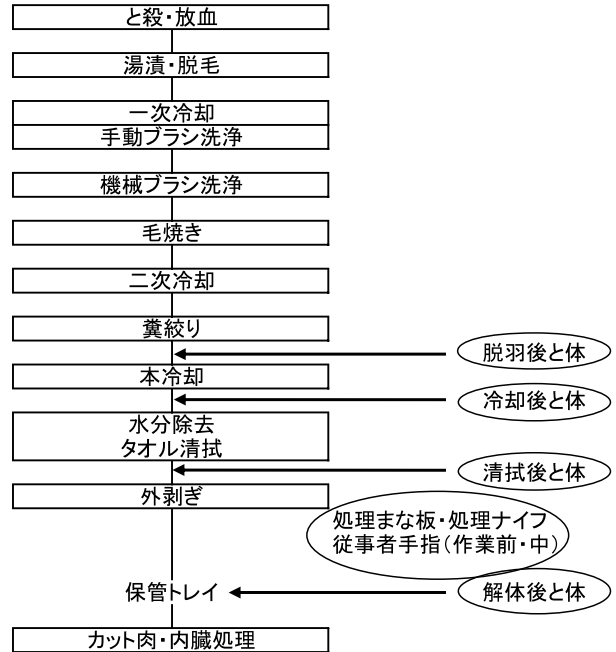 と殺・放血
湯漬・脱毛
一次冷却
手動ブラシ洗浄
機械ブラシ洗浄
毛焼き
二次冷却
糞絞り
脱羽後と体
本冷却
冷却後と体
水分除去
タオル清拭
清拭後と体
外剥ぎ
処理まな板・処理ナイフ
従事者手指(作業前・中)
保管トレイ
解体後と体
カット肉・内臓処理